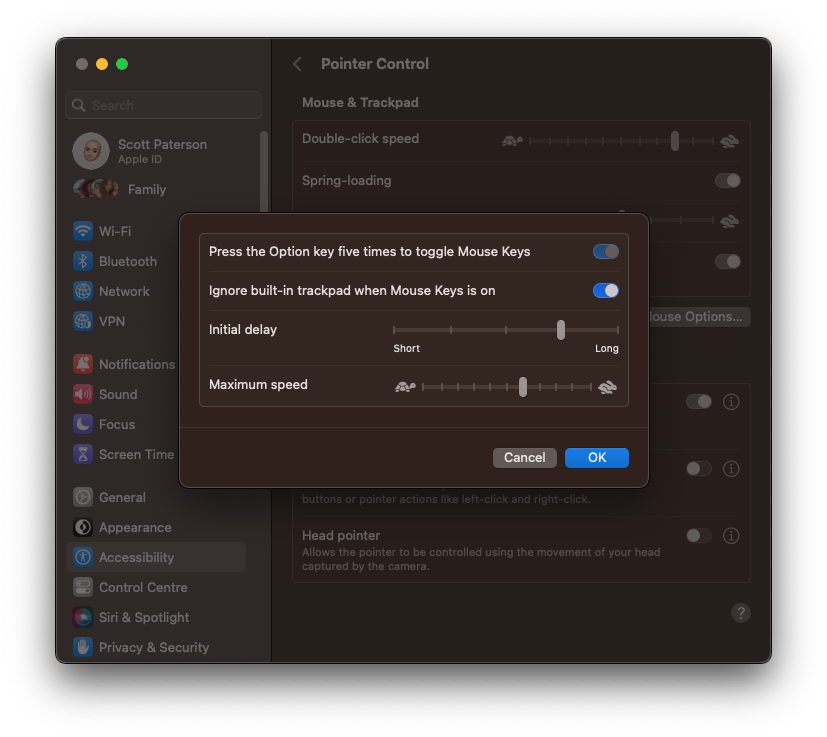 Pointer Control
Search
Scott Paterson
Apple ID
Family
Wi-Fi
Bluetooth
Network
VPN
Notifications
Sound
Focus
Screen Time
General
Appearance
Accessibility
Control Centre
Siri & Spotlight
Privacy & Security
Mouse & Trackpad
Double-click speed
Spring-loading
Press the Option key five times to toggle Mouse Keys
Ignore built-in trackpad when Mouse Keys is on
Initial delay
Short Long
Maximum speed
Cancel OK
Options...
buttons or pointer actions like left-click and right-click.
Head pointer
Allows the pointer to be controlled using the movement of your head
captured by the camera.
?